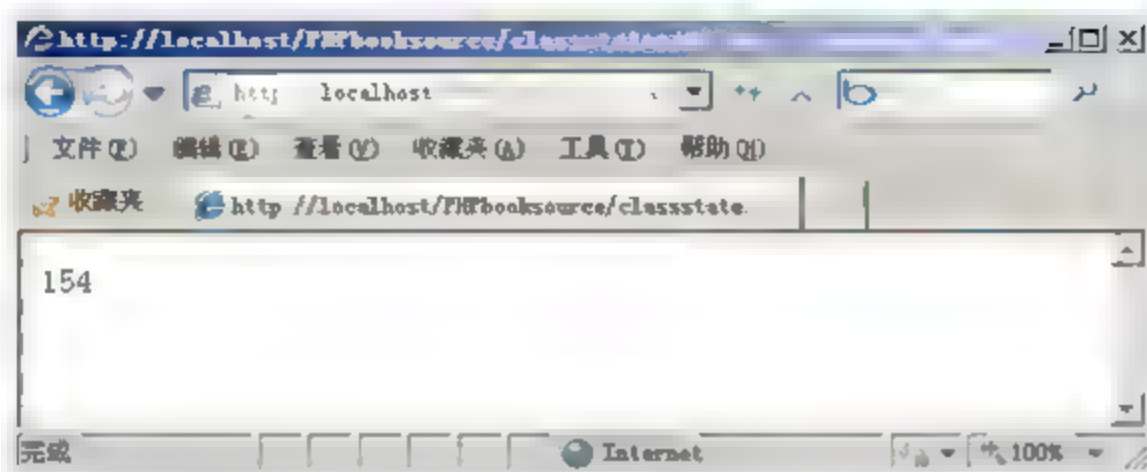 http://localhost/PHPbooksource/
localhost
文件(F) 编辑(E) 查看(V) 收藏夹(A) 工具(T) 帮助(H)
收藏夹 http //localhost/PHPbooksource/classstate.
154
完成 Internet 100%